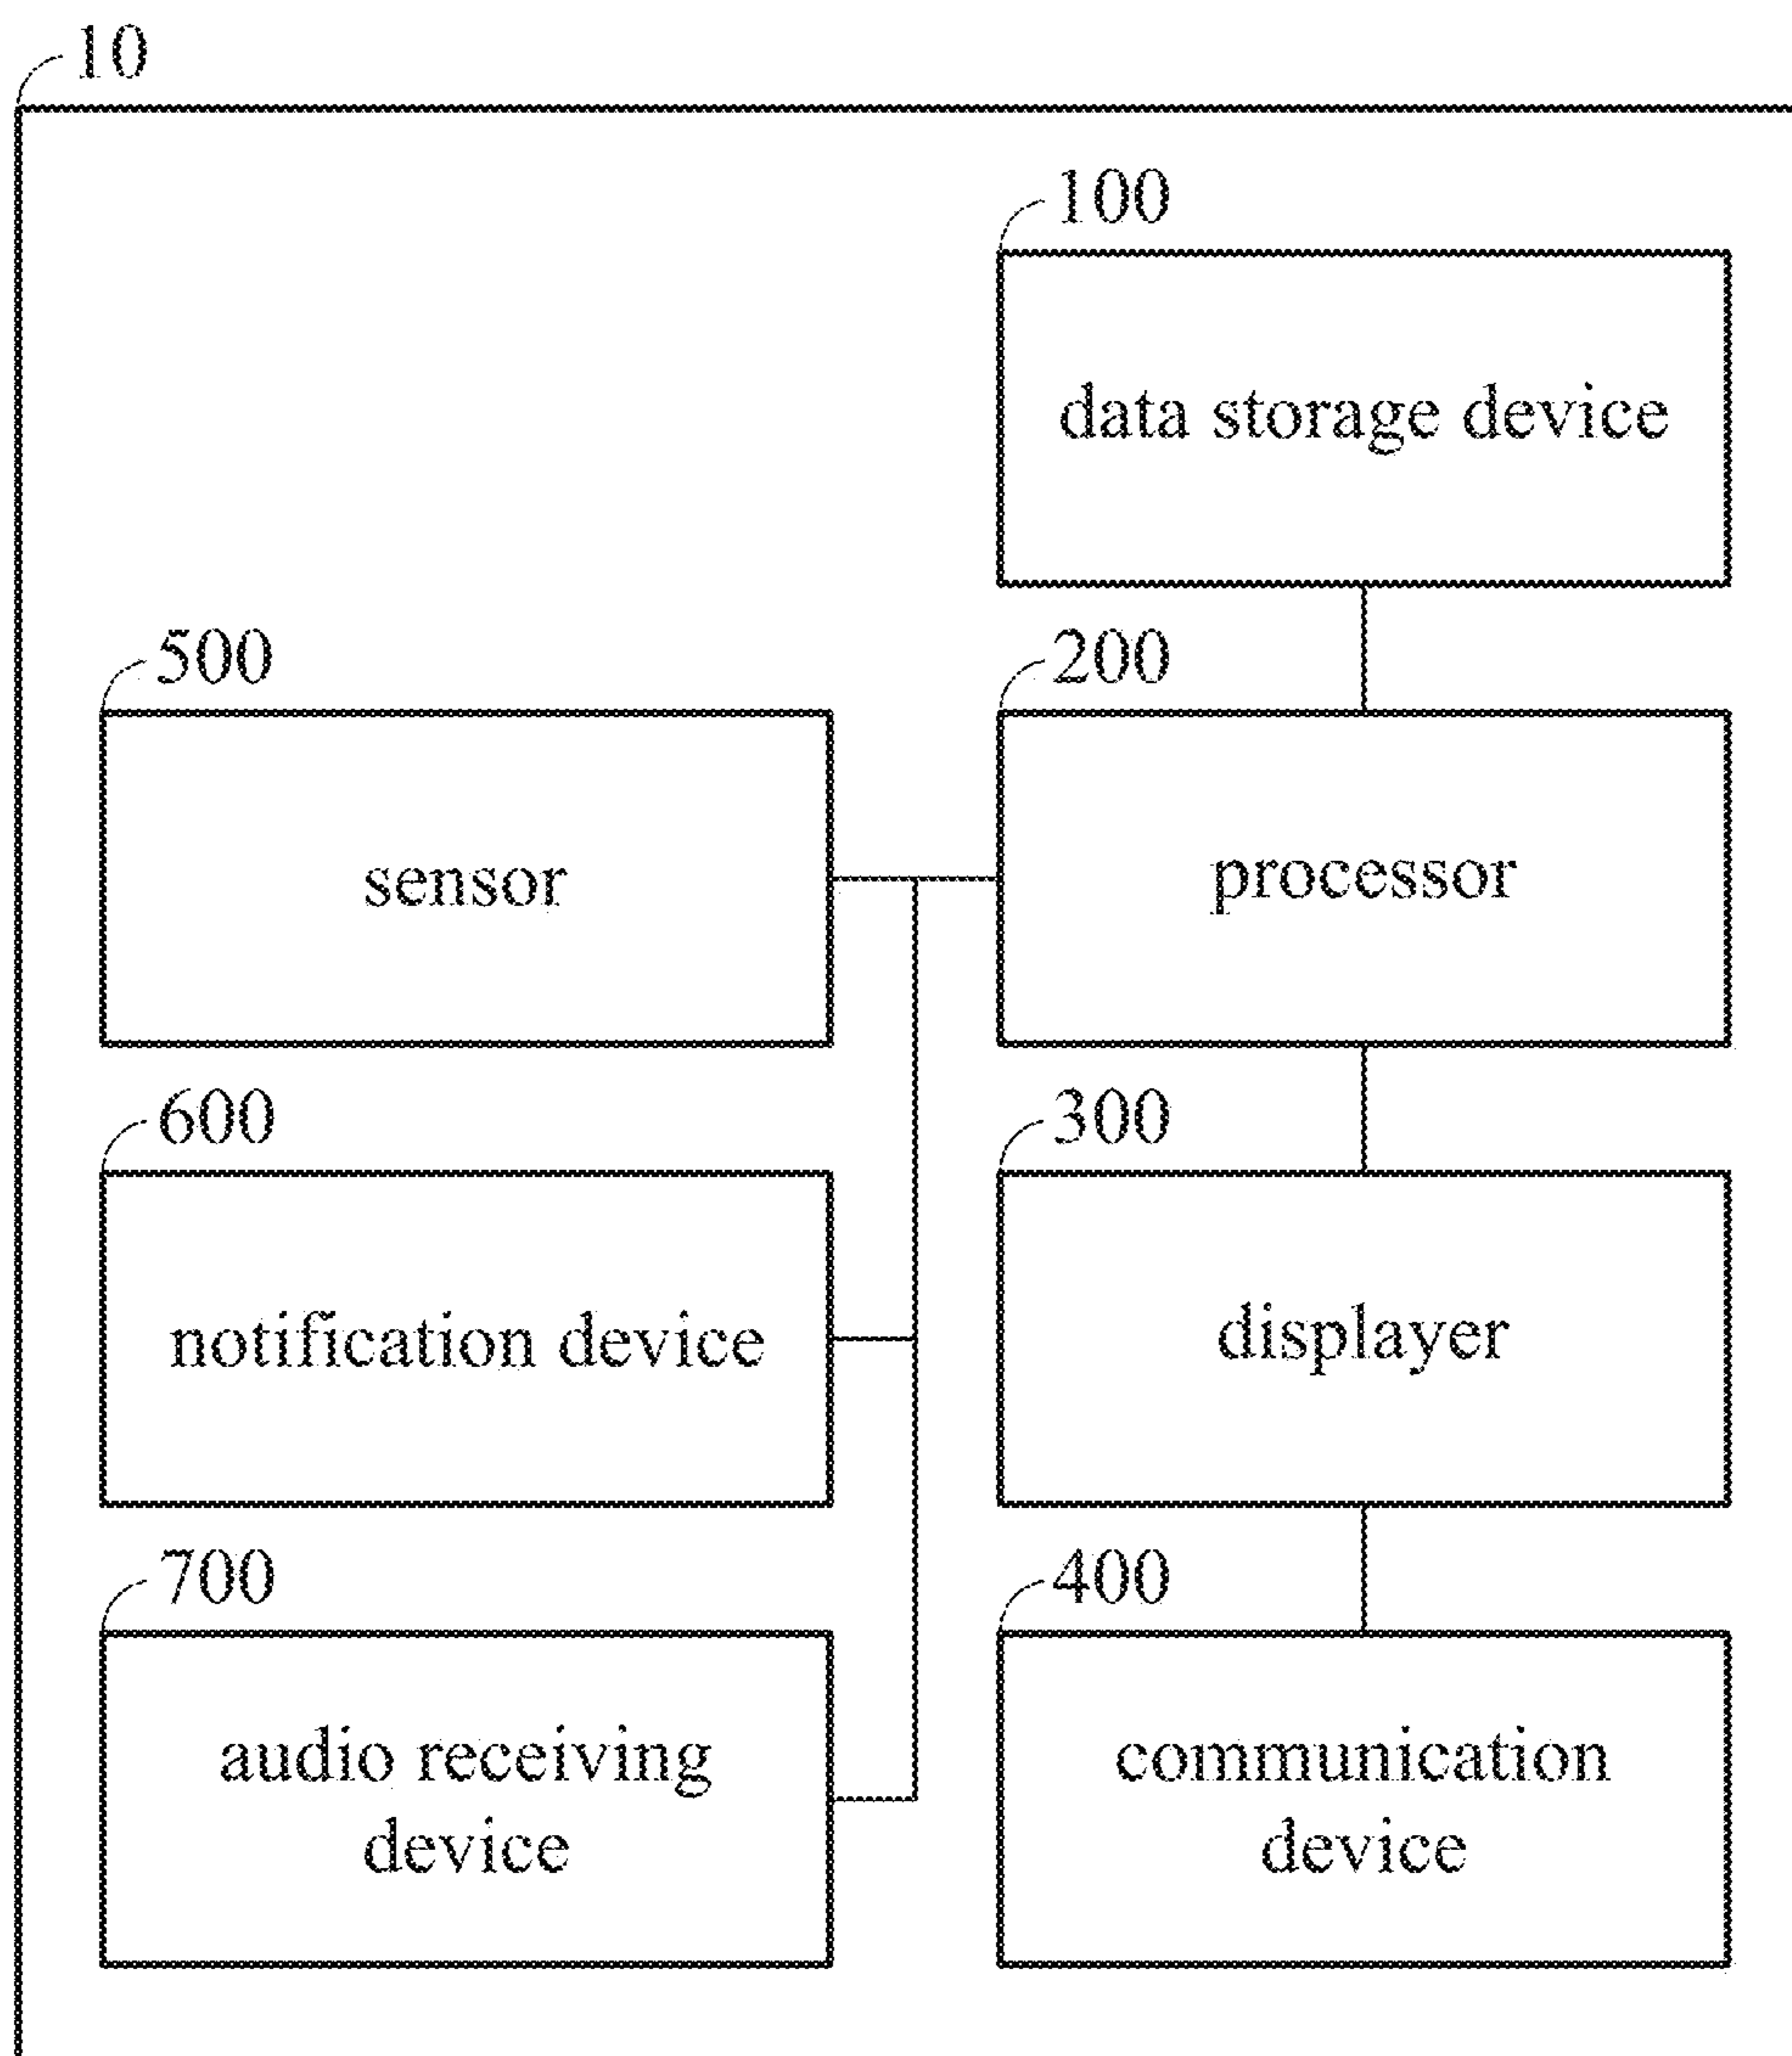 10
100
data storage device
500
200
sensor
processor
600
300
notification device
displayer
700
400
audio receiving
device
communication
device